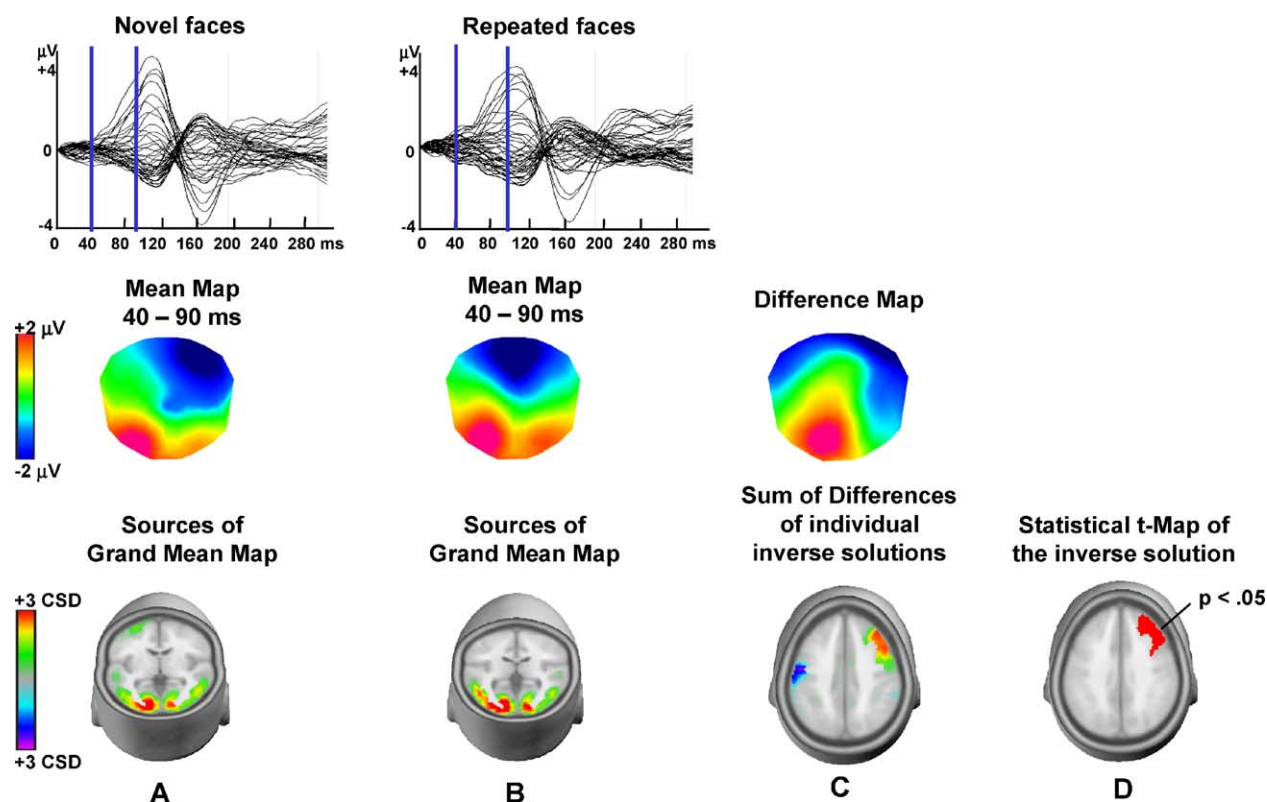 Novel faces
Repeated faces
µV
+4
0
-4
0 40 80 120 160 200 240 280 ms
µV
+4
0
-4
0 40 80 120 160 200 240 280 ms
Mean Map
40 – 90 ms
Mean Map
40 – 90 ms
Difference Map
+2 µV
-2 µV
Sources of
Grand Mean Map
Sources of
Grand Mean Map
Sum of Differences
of individual
inverse solutions
Statistical t-Map of
the inverse solution
+3 CSD
+3 CSD
p < .05
A
B
C
D